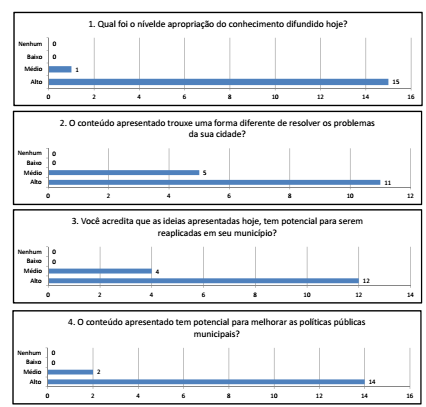 1. Qual foi o nívelde apropriação do conhecimento difundido hoje?
Nenhum 0
Baixo 0
Médio 1
Alto 15
0 2 4 6 8 10 12 14 16
2. O conteúdo apresentado trouxe uma forma diferente de resolver os problemas
da sua cidade?
Nenhum 0
Baixo 0
Médio 5
Alto 11
0 2 4 6 8 10 12
3. Você acredita que as ideias apresentadas hoje, tem potencial para serem
reaplicadas em seu município?
Nenhum 0
Baixo 0
Médio 4
Alto 12
0 2 4 6 8 10 12 14
4. O conteúdo apresentado tem potencial para melhorar as políticas públicas
municipais?
Nenhum 0
Baixo 0
Médio 2
Alto 14
0 2 4 6 8 10 12 14 16